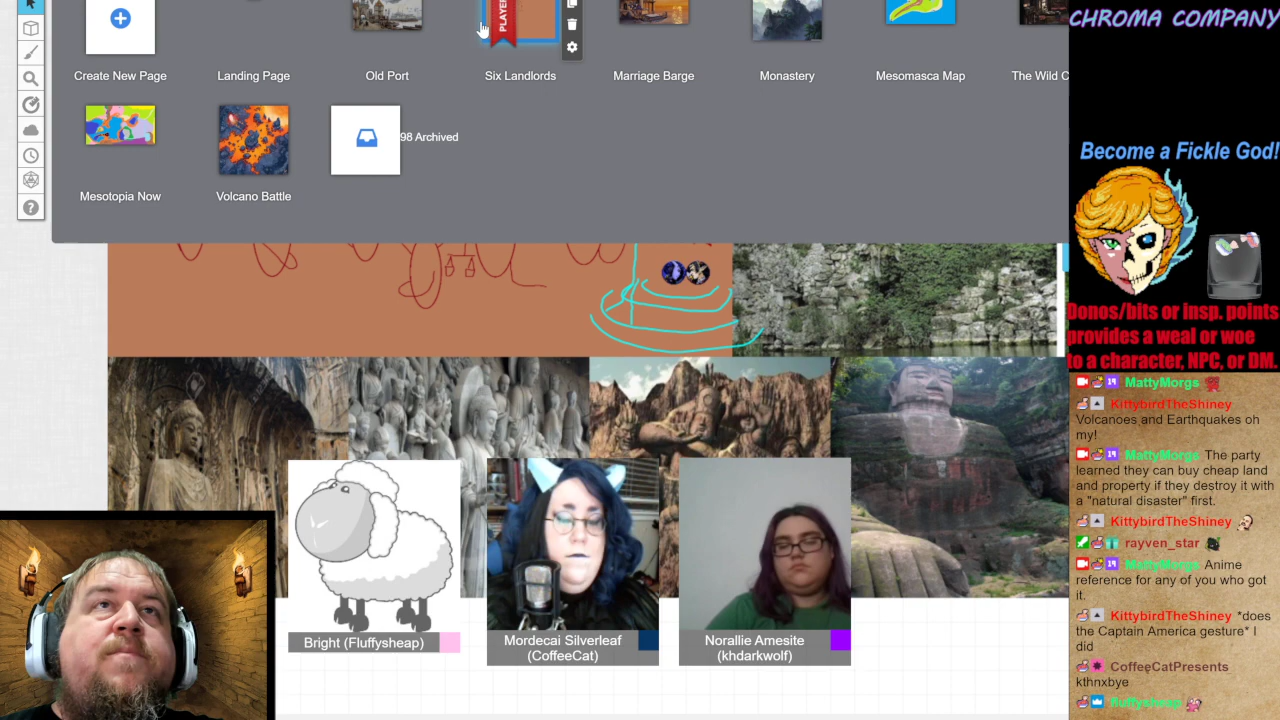 CHROMA COMPANY
PLAYER
Create New Page
Landing Page
Old Port
Six Landlords
Marriage Barge
Monastery
Mesomasca Map
The Wild C
98 Archived
Mesotopia Now
Volcano Battle
Become a Fickle God!
Donos/bits or insp. points
provides a weal or woe
to a character, NPC, or DM.
MattyMorgs
KittybirdTheShiney
Volcanoes and Earthquakes oh
my!
MattyMorgs The party
learned they can buy cheap land
and property if they destroy it with
a "natural disaster" first.
KittybirdTheShiney
rayven_star
MattyMorgs Anime
reference for any of you who got
it.
KittybirdTheShiney *does
the Captain America gesture* I
did
CoffeeCatPresents
kthnxbye
fluffysheap
Bright (Fluffysheap)
Mordecai Silverleaf
(CoffeeCat)
Norallie Amesite
(khdarkwolf)